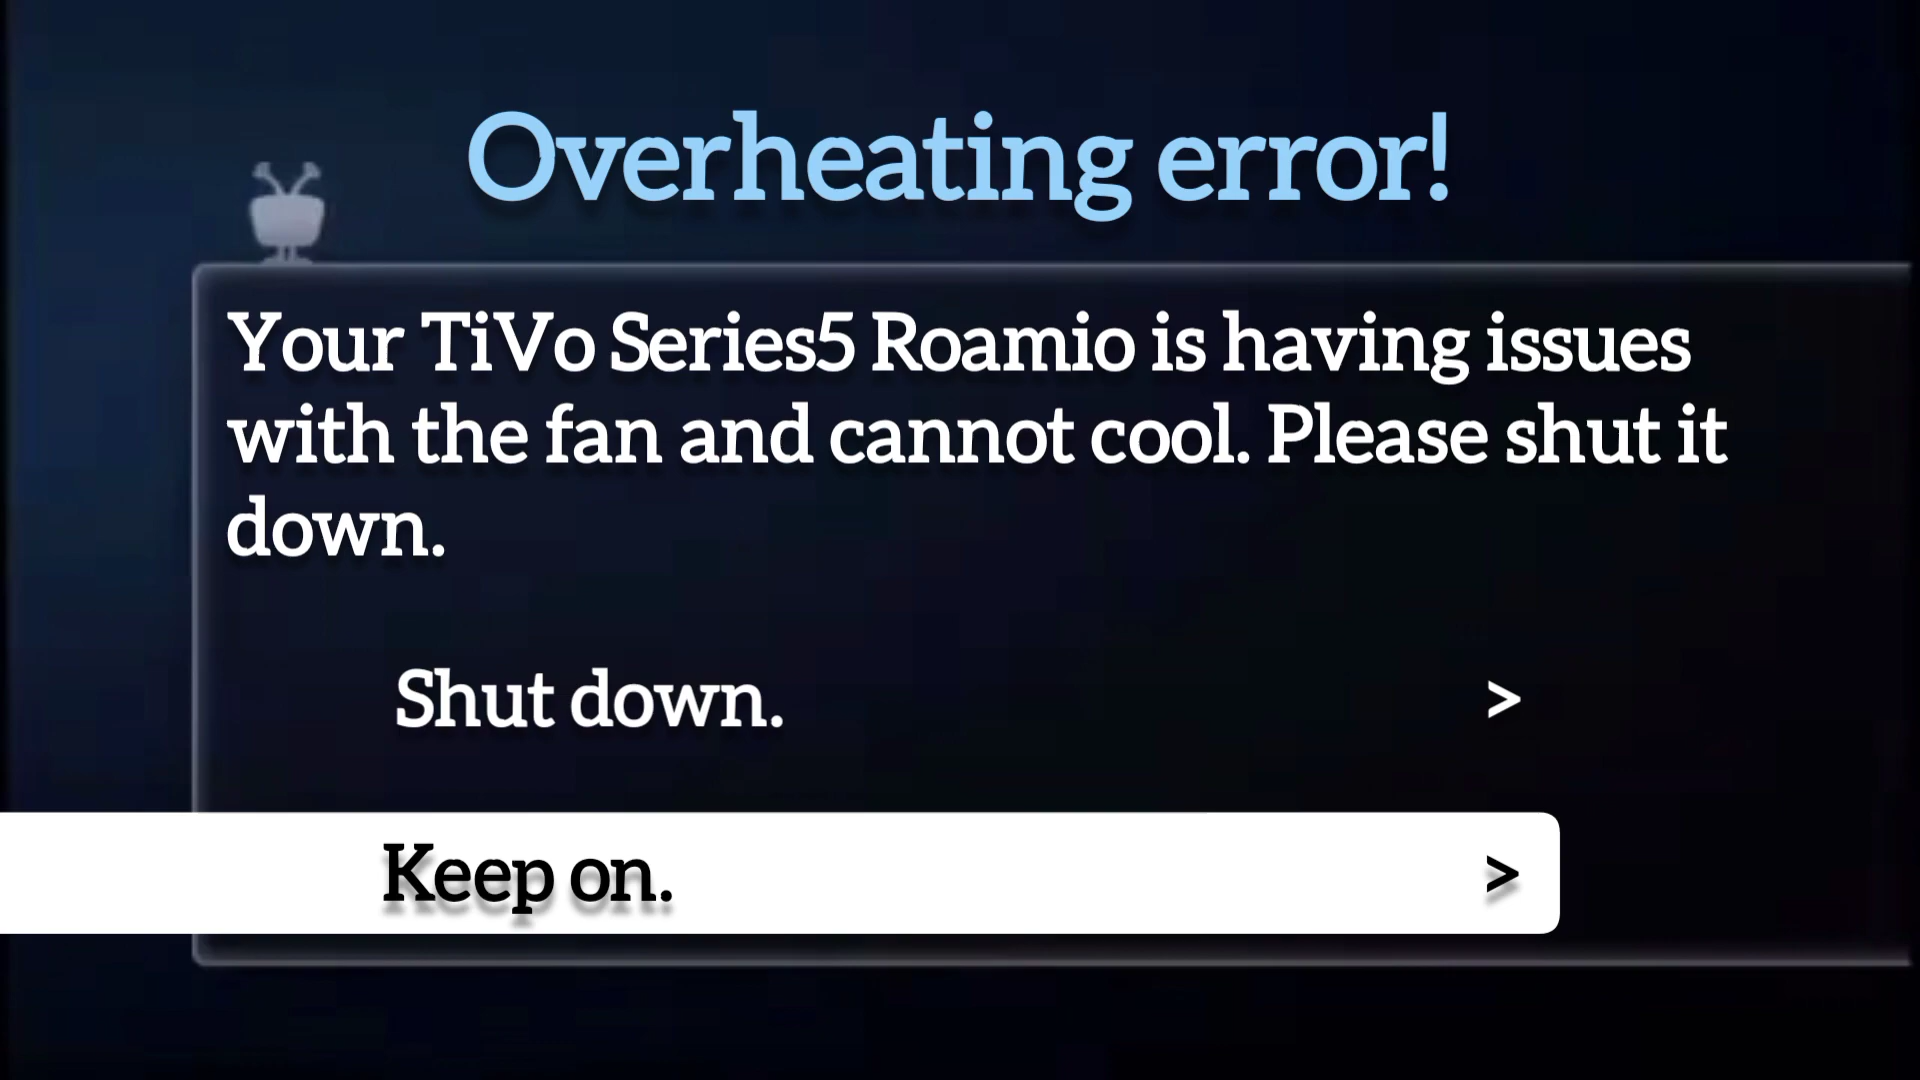 Overheating error!
Your TiVo Series5 Roamio is having issues
with the fan and cannot cool. Please shut it
down.
Shut down. >
Keep on. >